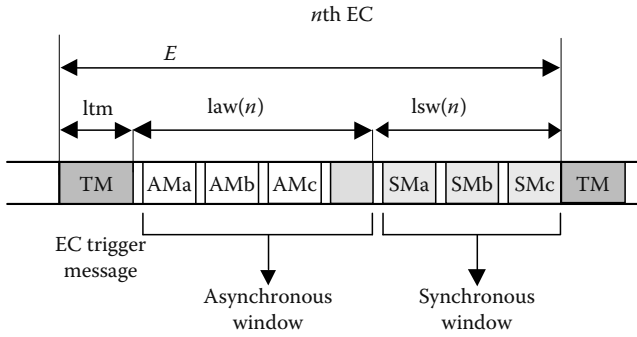 nth EC
E
ltm law(n) lsw(n)
TM AMa AMb AMc SMa SMb SMc TM
EC trigger
message
Asynchronous
window
Synchronous
window